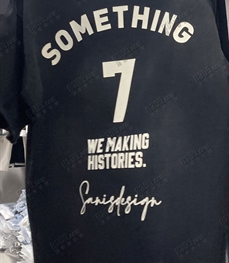 SOMETHING
7
WE MAKING
HISTORIES.
Sanisdesign